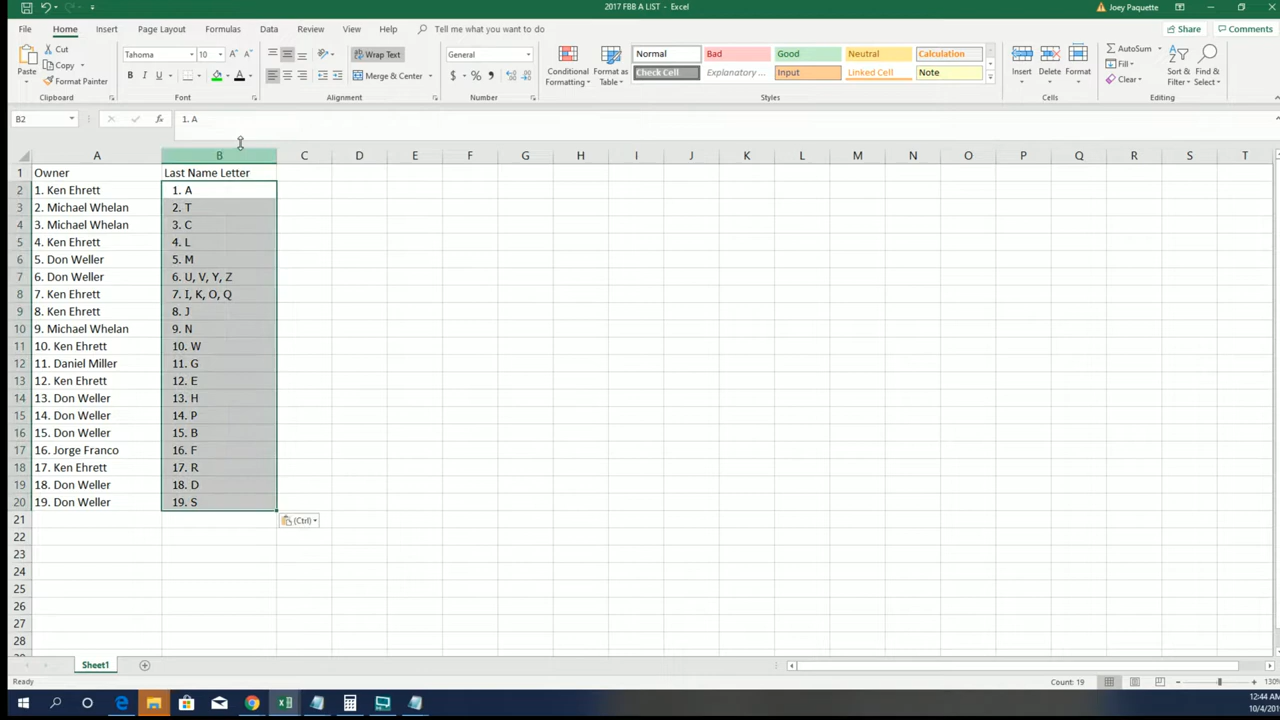 2017 FBB A LIST - Excel
Joey Paquette
File Home Insert Page Layout Formulas Data Review View Help Tell me what you want to do Share Comments
Paste Cut Copy Format Painter Clipboard
Tahoma 10 B I U A Font
Wrap Text Merge & Center Alignment
General $ % , Number
Conditional Formatting Format as Table
Normal Bad Good Neutral Calculation
Check Cell Explanatory ... Input Linked Cell Note
Styles
Insert Delete Format Cells
AutoSum Fill Clear Sort & Filter Find & Select Editing
B2 fx 1. A
A B C D E F G H I J K L M N O P Q R S T
1 Owner Last Name Letter
2 1. Ken Ehrett 1. A
3 2. Michael Whelan 2. T
4 3. Michael Whelan 3. C
5 4. Ken Ehrett 4. L
6 5. Don Weller 5. M
7 6. Don Weller 6. U, V, Y, Z
8 7. Ken Ehrett 7. I, K, O, Q
9 8. Ken Ehrett 8. J
10 9. Michael Whelan 9. N
11 10. Ken Ehrett 10. W
12 11. Daniel Miller 11. G
13 12. Ken Ehrett 12. E
14 13. Don Weller 13. H
15 14. Don Weller 14. P
16 15. Don Weller 15. B
17 16. Jorge Franco 16. F
18 17. Ken Ehrett 17. R
19 18. Don Weller 18. D
20 19. Don Weller 19. S
21 (Ctrl)
22
23
24
25
26
27
28
Sheet1
Ready Count: 19 130%
12:44 AM
10/4/20